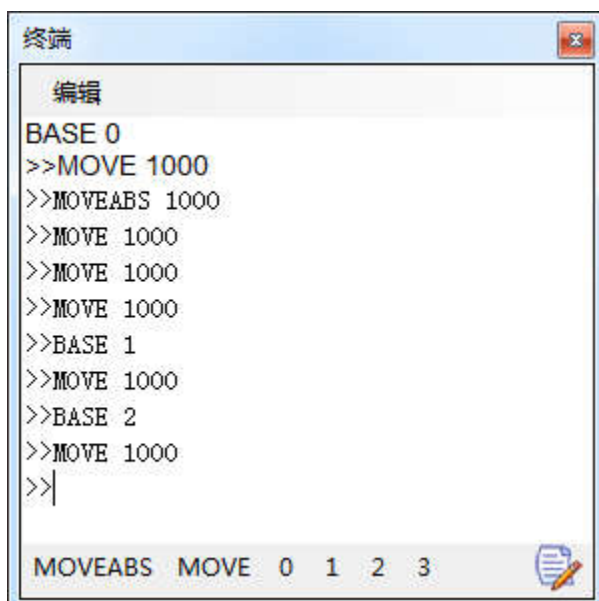 终端
编辑
BASE 0
>>MOVE 1000
>>MOVEABS 1000
>>MOVE 1000
>>MOVE 1000
>>MOVE 1000
>>BASE 1
>>MOVE 1000
>>BASE 2
>>MOVE 1000
>>
MOVEABS MOVE 0 1 2 3